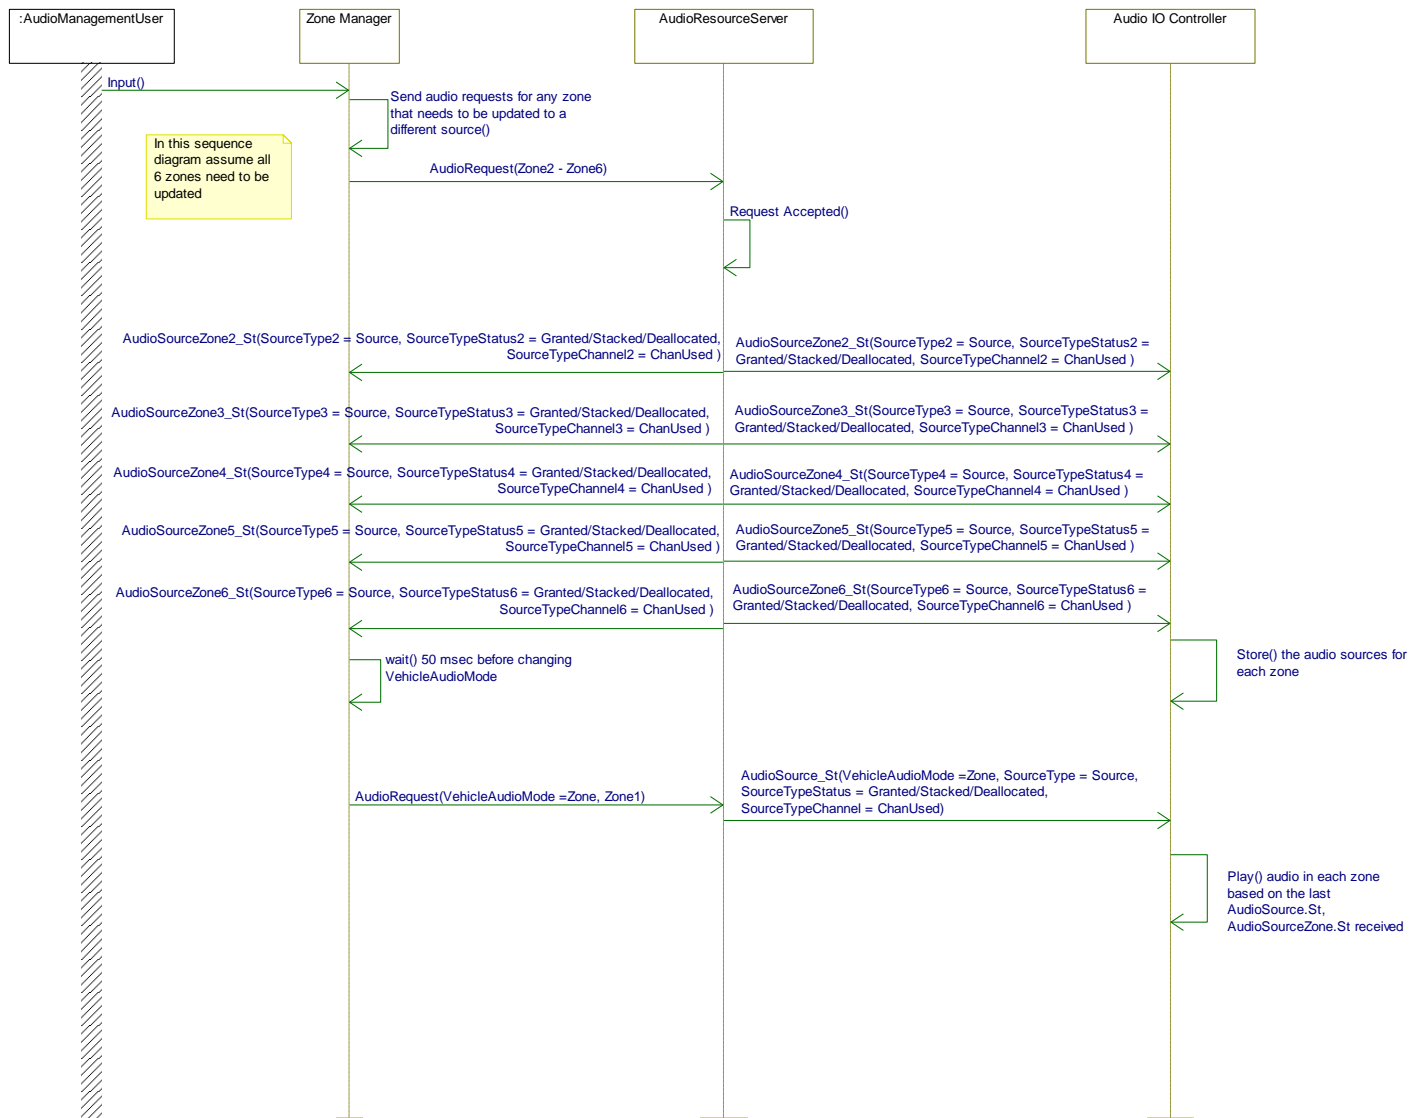 :AudioManagementUser
Zone Manager
AudioResourceServer
Audio IO Controller
Input()
Send audio requests for any zone
that needs to be updated to a
different source()
In this sequence
diagram assume all
6 zones need to be
updated
AudioRequest(Zone2 - Zone6)
Request Accepted()
AudioSourceZone2_St(SourceType2 = Source, SourceTypeStatus2 = Granted/Stacked/Deallocated,
SourceTypeChannel2 = ChanUsed )
AudioSourceZone2_St(SourceType2 = Source, SourceTypeStatus2 =
Granted/Stacked/Deallocated, SourceTypeChannel2 = ChanUsed )
AudioSourceZone3_St(SourceType3 = Source, SourceTypeStatus3 = Granted/Stacked/Deallocated,
SourceTypeChannel3 = ChanUsed )
AudioSourceZone3_St(SourceType3 = Source, SourceTypeStatus3 =
Granted/Stacked/Deallocated, SourceTypeChannel3 = ChanUsed )
AudioSourceZone4_St(SourceType4 = Source, SourceTypeStatus4 = Granted/Stacked/Deallocated,
SourceTypeChannel4 = ChanUsed )
AudioSourceZone4_St(SourceType4 = Source, SourceTypeStatus4 =
Granted/Stacked/Deallocated, SourceTypeChannel4 = ChanUsed )
AudioSourceZone5_St(SourceType5 = Source, SourceTypeStatus5 = Granted/Stacked/Deallocated,
SourceTypeChannel5 = ChanUsed )
AudioSourceZone5_St(SourceType5 = Source, SourceTypeStatus5 =
Granted/Stacked/Deallocated, SourceTypeChannel5 = ChanUsed )
AudioSourceZone6_St(SourceType6 = Source, SourceTypeStatus6 = Granted/Stacked/Deallocated,
SourceTypeChannel6 = ChanUsed )
AudioSourceZone6_St(SourceType6 = Source, SourceTypeStatus6 =
Granted/Stacked/Deallocated, SourceTypeChannel6 = ChanUsed )
wait() 50 msec before changing
VehicleAudioMode
Store() the audio sources for
each zone
AudioRequest(VehicleAudioMode =Zone, Zone1)
AudioSource_St(VehicleAudioMode =Zone, SourceType = Source,
SourceTypeStatus = Granted/Stacked/Deallocated,
SourceTypeChannel = ChanUsed)
Play() audio in each zone
based on the last
AudioSource.St,
AudioSourceZone.St received